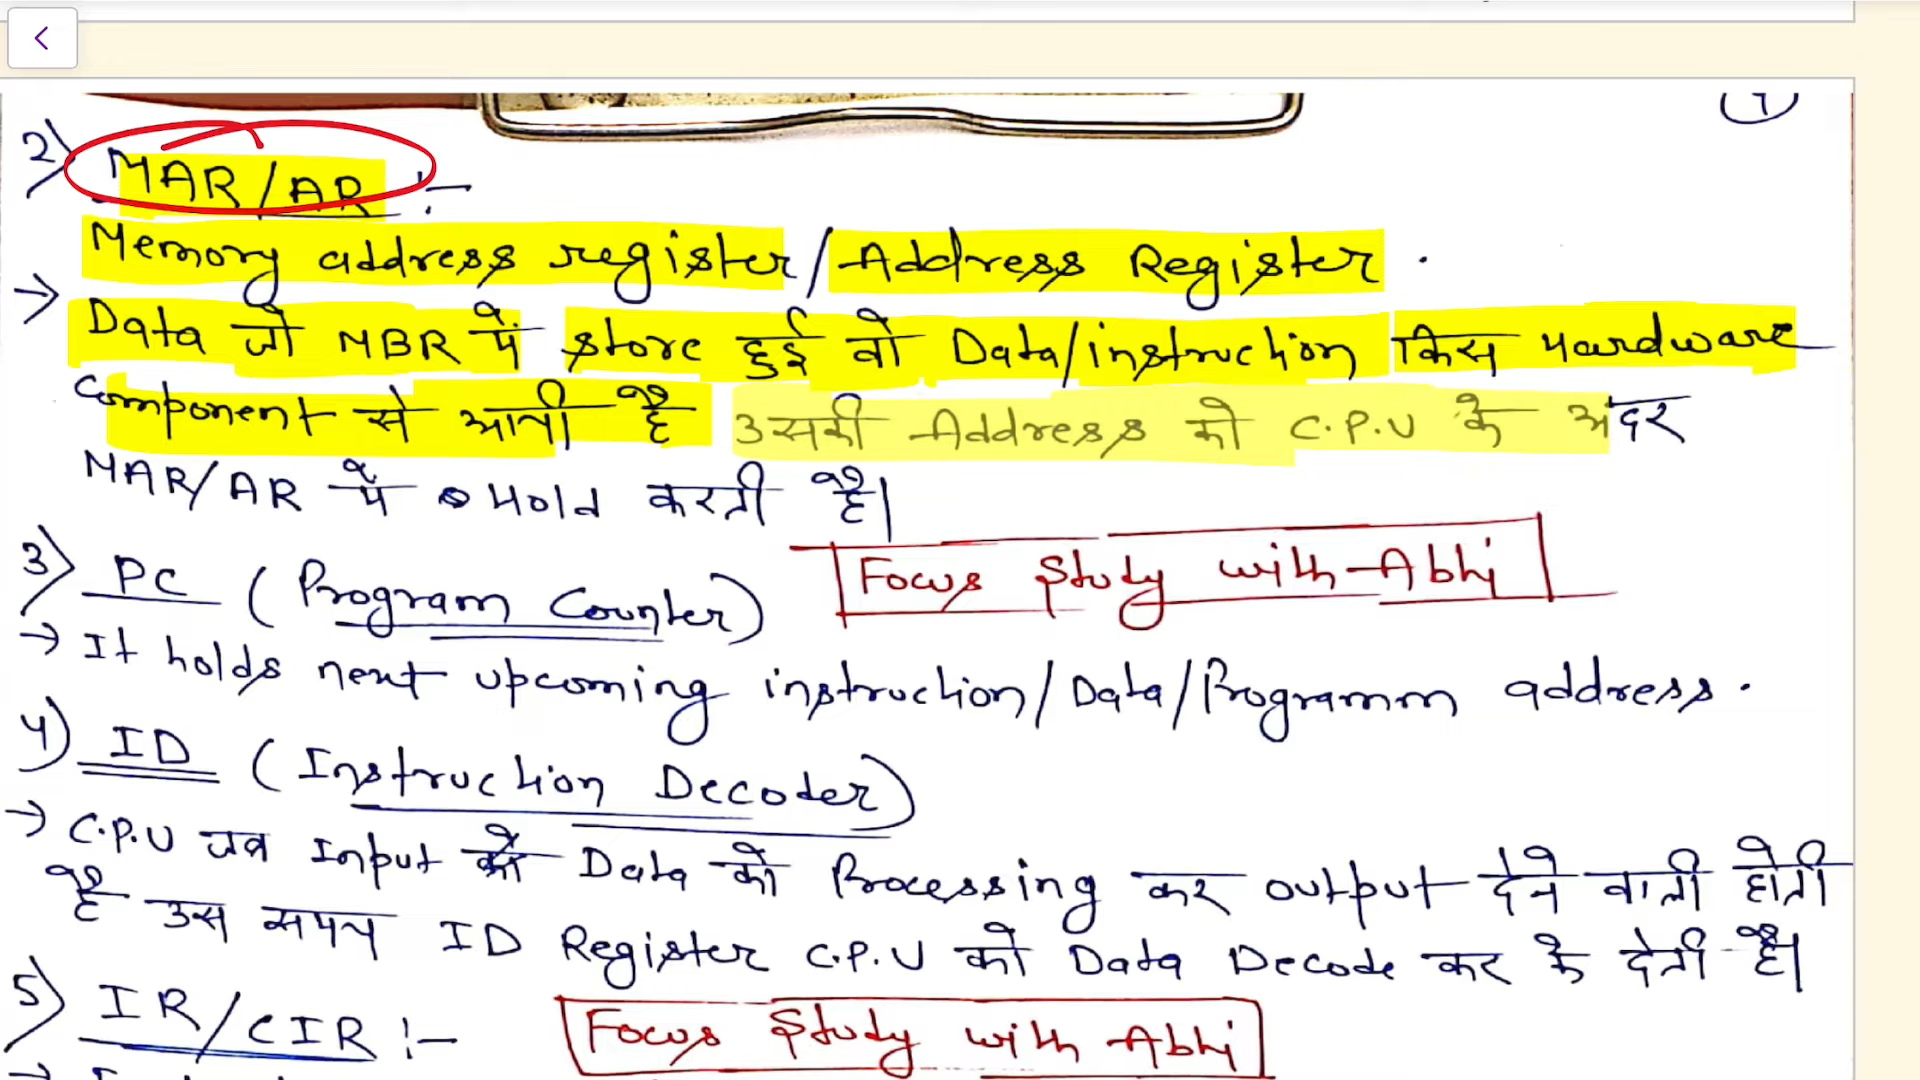 7
2) MAR/AR :-
Memory address register/Address Register.
→ Data जो MBR में store हुई वो Data/instruction किस Hardware
Component से आती है उसकी Address को C.P.U के अंदर
MAR/AR में Hold करती है।
3) PC (Program Counter)
Focus Study with Abhi
→ It holds next upcoming instruction/Data/Programm address.
4) ID (Instruction Decoder)
→ C.P.U जब Input की Data को Processing कर output देने वाली होती
है उस समय ID Register C.P.U को Data Decode कर के देती है।
5) IR/CIR :-
Focus Study with Abhi